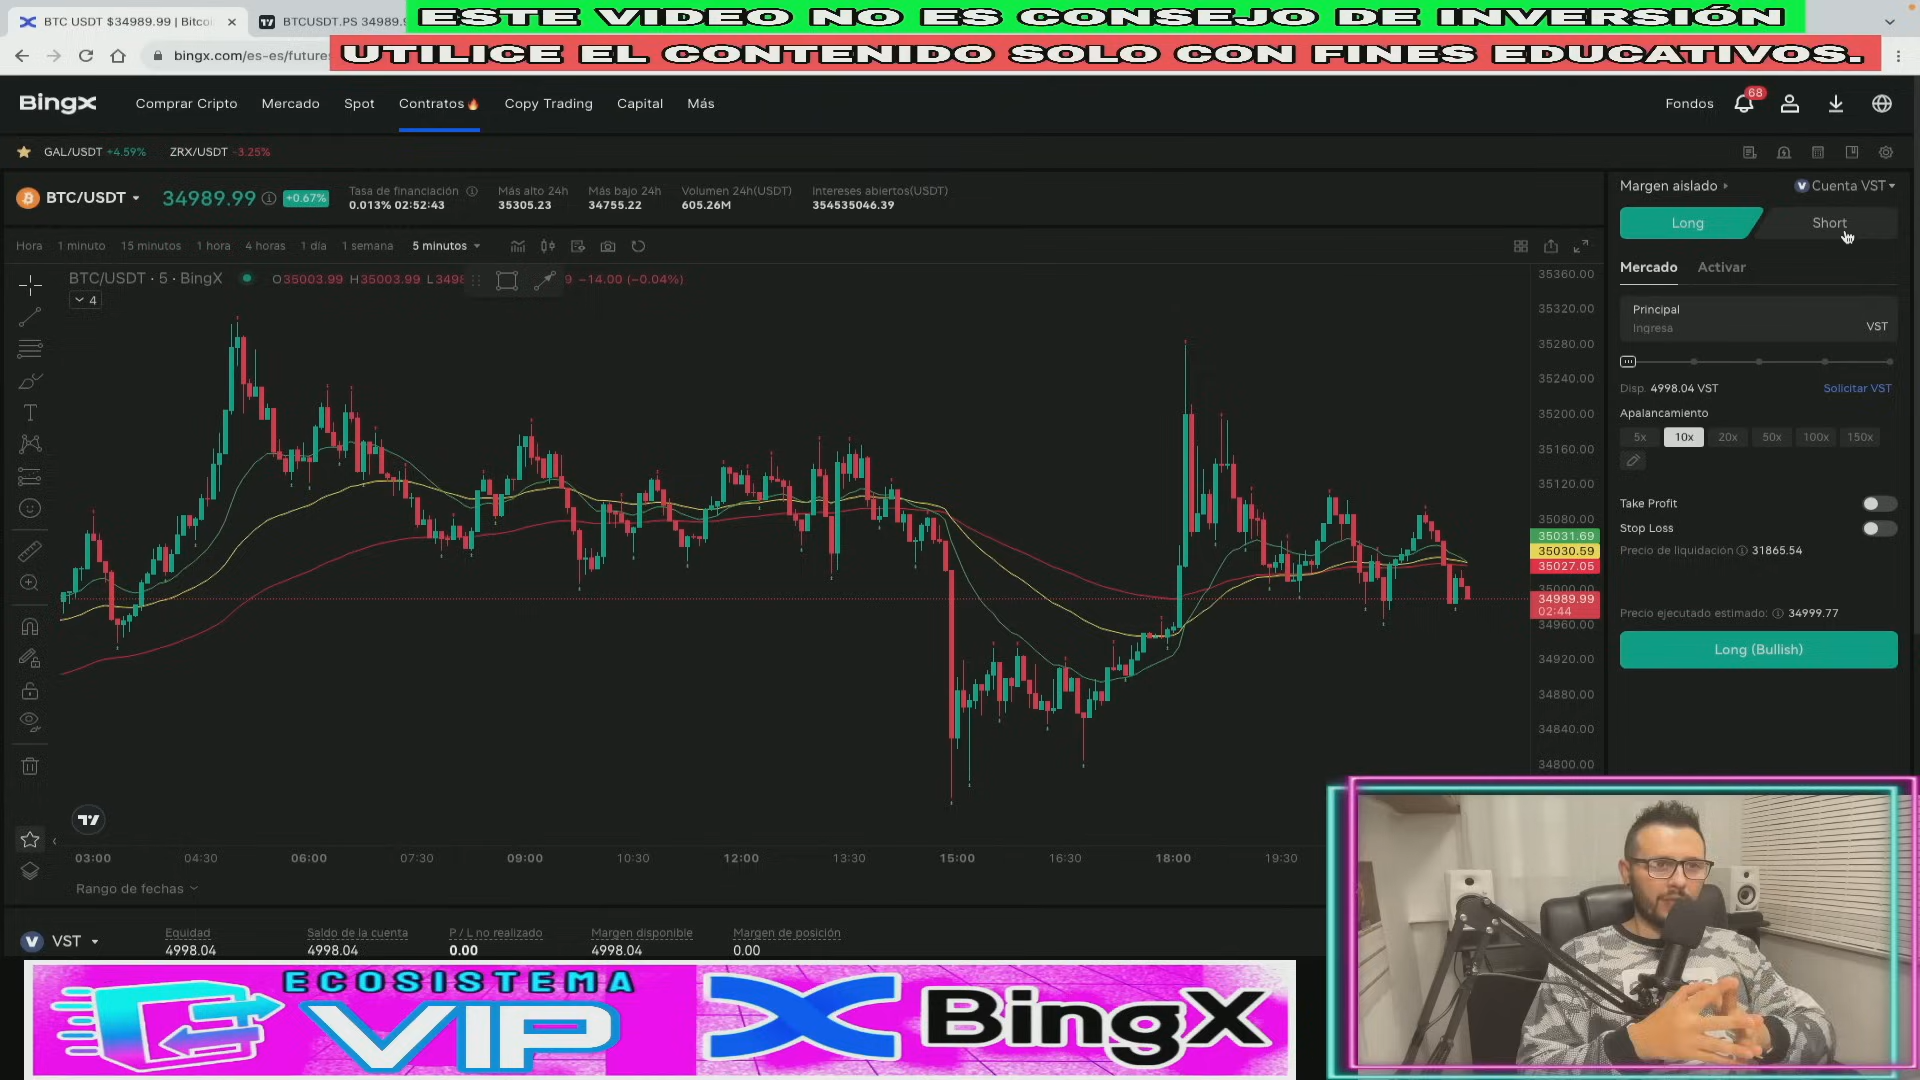 BTC USDT $34989.99 | Bitcoi
BTCUSDT.PS 34989.9
ESTE VIDEO NO ES CONSEJO DE INVERSIÓN
bingx.com/es-es/future
UTILICE EL CONTENIDO SOLO CON FINES EDUCATIVOS.
BingX Comprar Cripto Mercado Spot Contratos Copy Trading Capital Más Fondos 68
GAL/USDT +4.59% ZRX/USDT -3.25%
BTC/USDT 34989.99 +0.67%
Tasa de financiación Más alto 24h Más bajo 24h Volumen 24h(USDT) Intereses abiertos(USDT)
0.013% 02:52:43 35305.23 34755.22 605.26M 354535046.39
Hora 1 minuto 15 minutos 1 hora 4 horas 1 día 1 semana 5 minutos
BTC/USDT · 5 · BingX O35003.99 H35003.99 L349 9 −14.00 (−0.04%)
4
35360.00
35320.00
35280.00
35240.00
35200.00
35160.00
35120.00
35080.00
35031.69
35030.59
35027.05
35000.00
34989.99
02:44
34960.00
34920.00
34880.00
34840.00
34800.00
03:00 04:30 06:00 07:30 09:00 10:30 12:00 13:30 15:00 16:30 18:00 19:30
Rango de fechas
Margen aislado Cuenta VST
Long Short
Mercado Activar
Principal
Ingresa VST
Disp. 4998.04 VST Solicitar VST
Apalancamiento
5x 10x 20x 50x 100x 150x
Take Profit
Stop Loss
Precio de liquidación 31865.54
Precio ejecutado estimado: 34999.77
Long (Bullish)
VST
Equidad Saldo de la cuenta P / L no realizado Margen disponible Margen de posición
4998.04 4998.04 0.00 4998.04 0.00
ECOSISTEMA
VIP
BingX